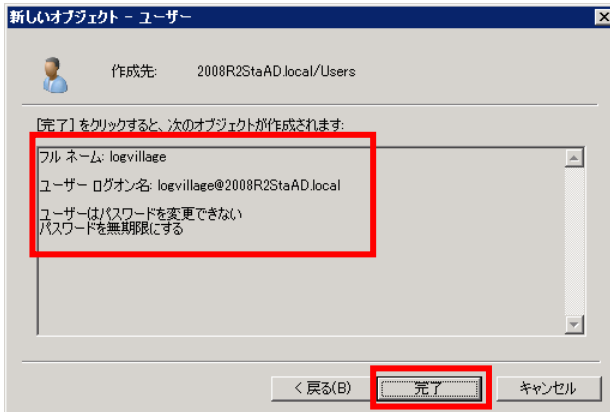 新しいオブジェクト - ユーザー
作成先: 2008R2StaAD.local/Users
[完了] をクリックすると、次のオブジェクトが作成されます:
フル ネーム: logvillage
ユーザー ログオン名: logvillage@2008R2StaAD.local
ユーザーはパスワードを変更できない
パスワードを無期限にする
< 戻る(B) 完了 キャンセル